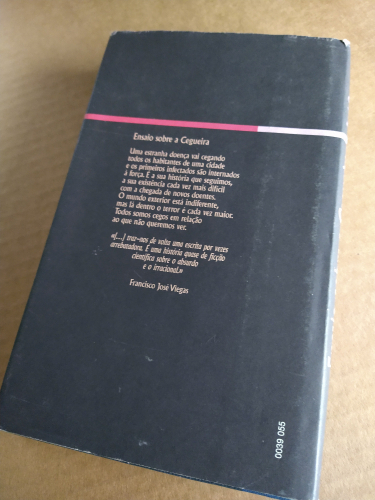 Ensaio sobre a Cegueira
Uma estranha doença vai cegando
todos os habitantes de uma cidade
e os primeiros infectados são internados
à força. É a sua história que seguimos,
a sua existência cada vez mais difícil
com a chegada de novos doentes.
O mundo exterior está indiferente,
mas lá dentro o terror é cada vez maior.
Todos somos cegos em relação
ao que não queremos ver.
«[...] traz-nos de volta uma escrita por vezes
arrebatadora. É uma história quase de ficção
científica sobre o absurdo
e o irracional.»
Francisco José Viegas
0039 055